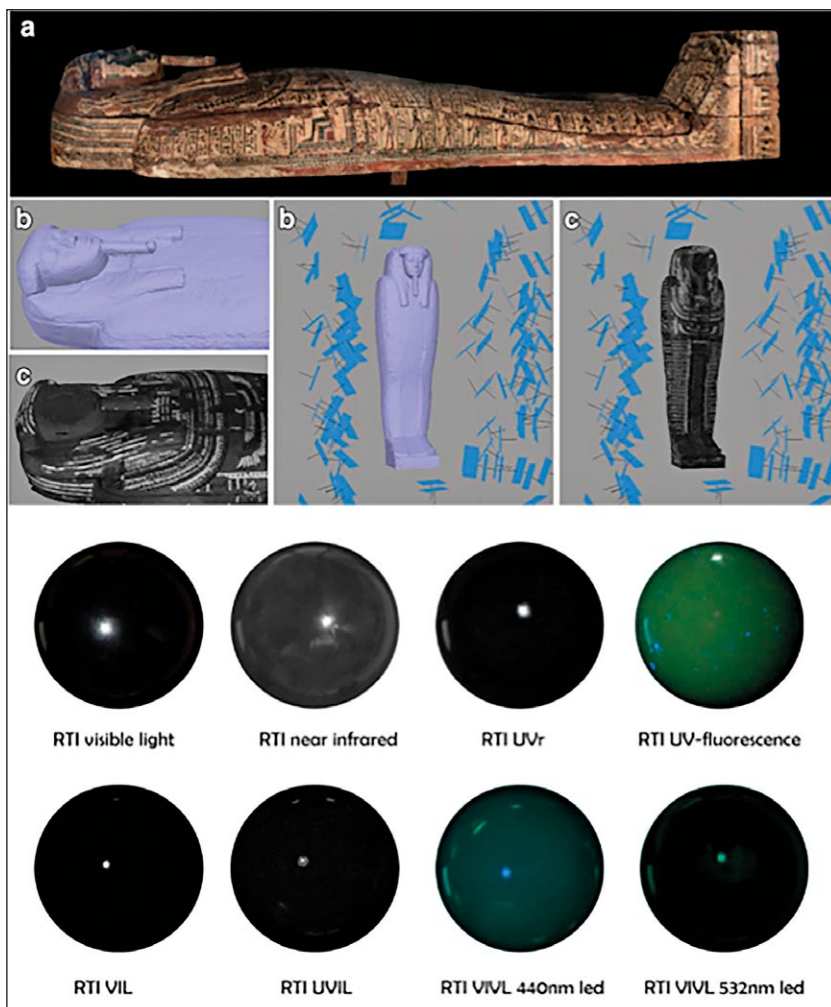 a
b
b
c
c
RTI visible light
RTI near infrared
RTI UVr
RTI UV-fluorescence
RTI VIL
RTI UVIL
RTI VIVL 440nm led
RTI VIVL 532nm led